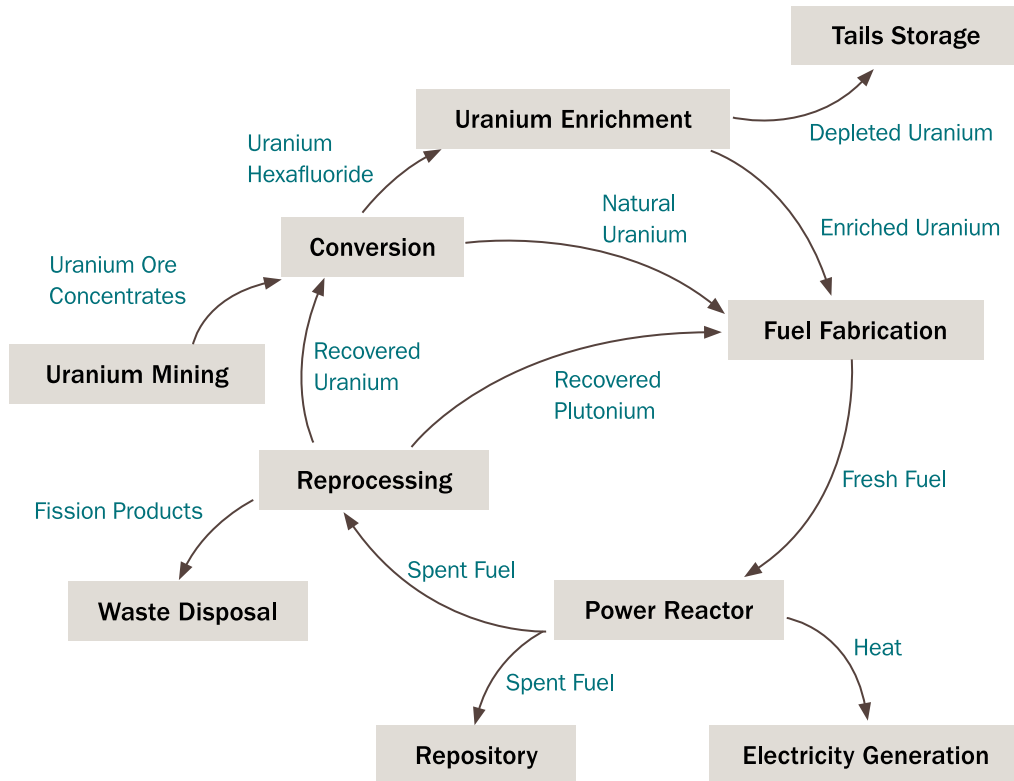 Tails Storage
Uranium Enrichment
Depleted Uranium
Uranium
Hexafluoride
Natural
Uranium
Enriched Uranium
Conversion
Uranium Ore
Concentrates
Fuel Fabrication
Recovered
Uranium
Uranium Mining
Recovered
Plutonium
Reprocessing
Fresh Fuel
Fission Products
Spent Fuel
Waste Disposal
Power Reactor
Heat
Spent Fuel
Repository
Electricity Generation